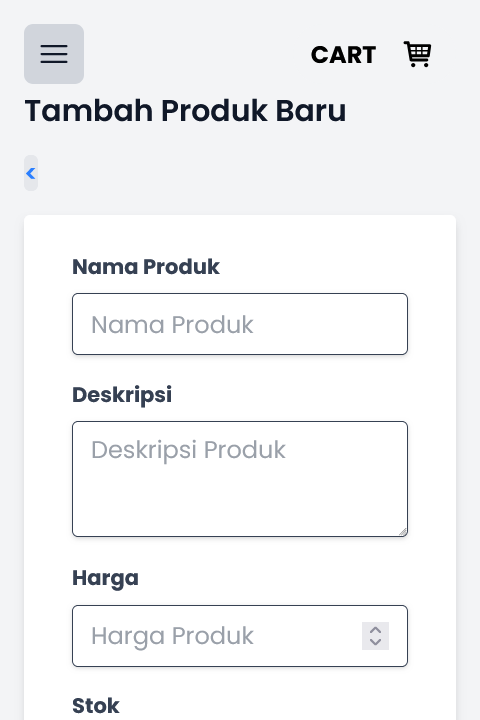 CART
Tambah Produk Baru
<
Nama Produk
Nama Produk
Deskripsi
Deskripsi Produk
Harga
Harga Produk
Stok